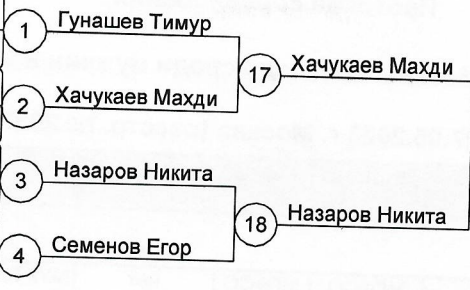 1 Гунашев Тимур
17 Хачукаев Махди
2 Хачукаев Махди
3 Назаров Никита
18 Назаров Никита
4 Семенов Егор